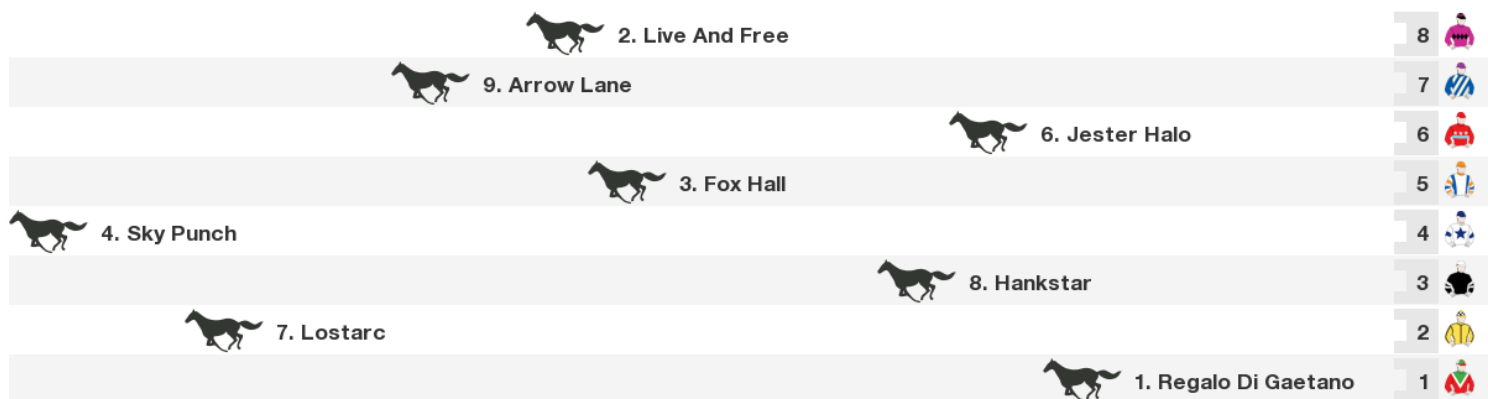 2. Live And Free 8
9. Arrow Lane 7
6. Jester Halo 6
3. Fox Hall 5
4. Sky Punch 4
8. Hankstar 3
7. Lostarc 2
1. Regalo Di Gaetano 1